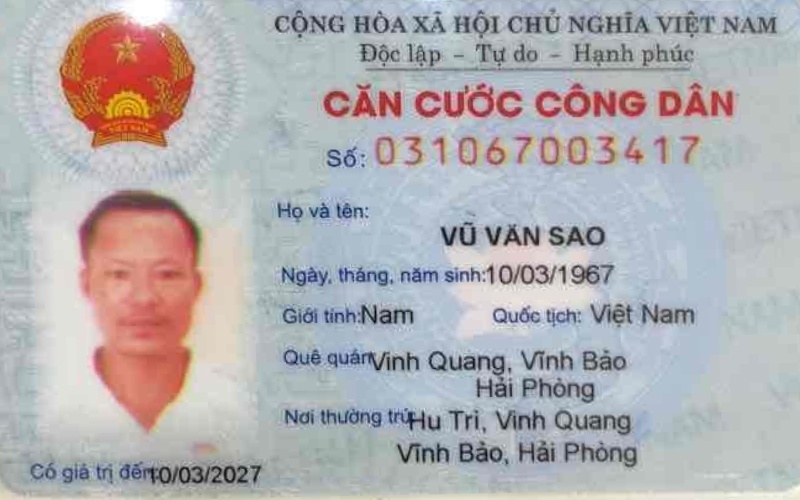 CỘNG HÒA XÃ HỘI CHỦ NGHĨA VIỆT NAM
Độc lập – Tự do – Hạnh phúc
CĂN CƯỚC CÔNG DÂN
Số: 031067003417
Họ và tên:
VŨ VĂN SAO
Ngày, tháng, năm sinh:10/03/1967
Giới tính:Nam Quốc tịch: Việt Nam
Quê quán Vinh Quang, Vĩnh Bảo
Hải Phòng
Nơi thường trú: Hu Trì, Vinh Quang
Vĩnh Bảo, Hải Phòng
Có giá trị đến:10/03/2027
VIỆT NAM